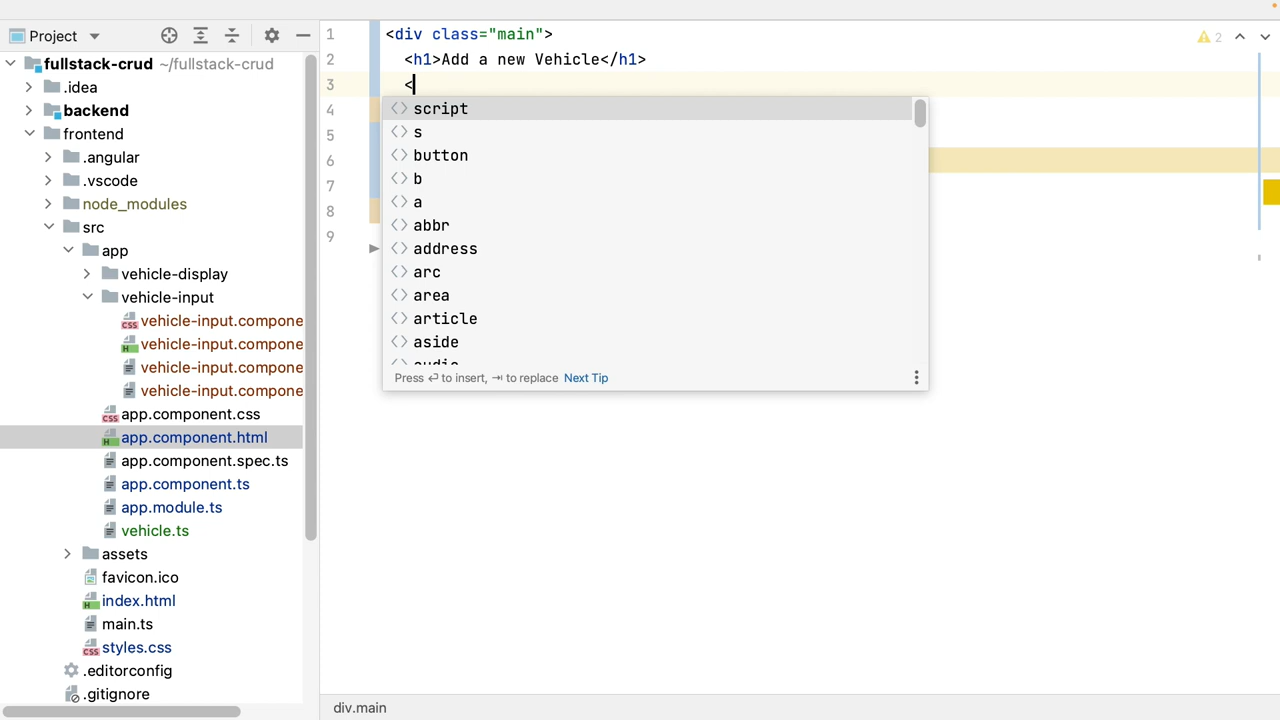 Project
fullstack-crud ~/fullstack-crud
.idea
backend
frontend
.angular
.vscode
node_modules
src
app
vehicle-display
vehicle-input
vehicle-input.compone
vehicle-input.compone
vehicle-input.compone
vehicle-input.compone
app.component.css
app.component.html
app.component.spec.ts
app.component.ts
app.module.ts
vehicle.ts
assets
favicon.ico
index.html
main.ts
styles.css
.editorconfig
.gitignore
1 <div class="main">
2 <h1>Add a new Vehicle</h1>
3 <
4
5
6
7
8
9
2
<> script
<> s
<> button
<> b
<> a
<> abbr
<> address
<> arc
<> area
<> article
<> aside
<> audio
Press ⏎ to insert, ⇥ to replace Next Tip
div.main